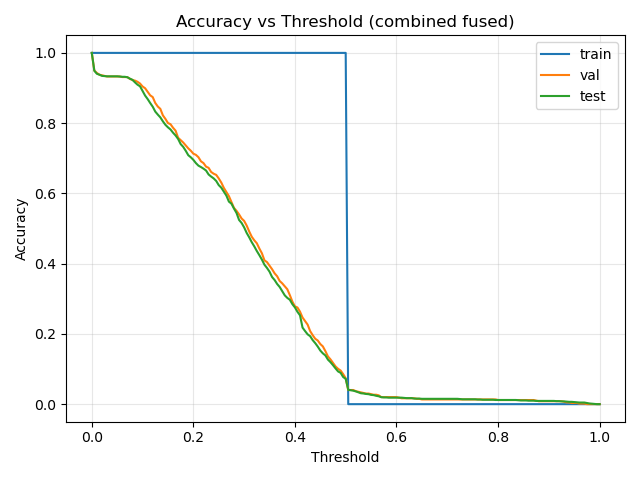 Accuracy vs Threshold (combined fused)
train
val
test
Accuracy
1.0
0.8
0.6
0.4
0.2
0.0
0.0 0.2 0.4 0.6 0.8 1.0
Threshold